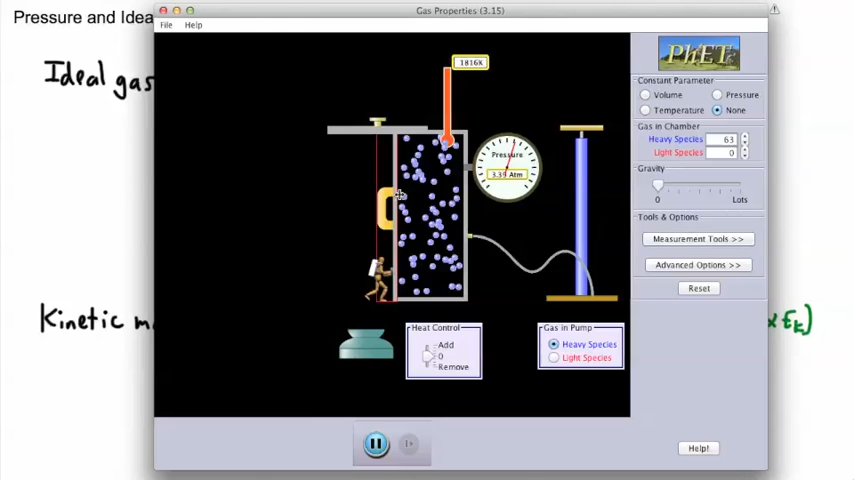 Pressure and Idea
Ideal gas
Kinetic m
α Ek)
Gas Properties (3.15)
File Help
1816K
Pressure
3.39 Atm
PhET
Constant Parameter
Volume Pressure
Temperature None
Gas in Chamber
Heavy Species 63
Light Species 0
Gravity
0 Lots
Tools & Options
Measurement Tools >>
Advanced Options >>
Reset
Heat Control
Add
0
Remove
Gas in Pump
Heavy Species
Light Species
Help!